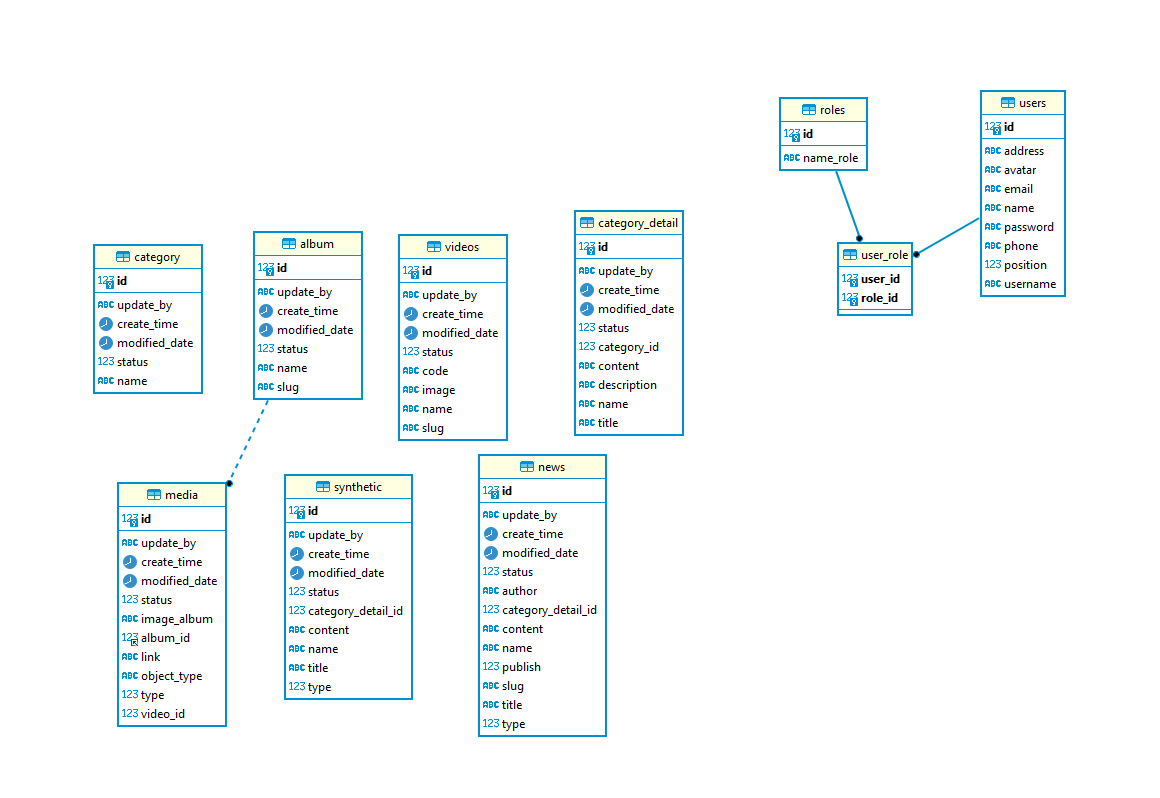 roles
123 id
ABC name_role
users
123 id
ABC address
ABC avatar
ABC email
ABC name
ABC password
ABC phone
123 position
ABC username
user_role
123 user_id
123 role_id
category
123 id
ABC update_by
create_time
modified_date
123 status
ABC name
album
123 id
ABC update_by
create_time
modified_date
123 status
ABC name
ABC slug
videos
123 id
ABC update_by
create_time
modified_date
123 status
ABC code
ABC image
ABC name
ABC slug
category_detail
123 id
ABC update_by
create_time
modified_date
123 status
123 category_id
ABC content
ABC description
ABC name
ABC title
media
123 id
ABC update_by
create_time
modified_date
123 status
ABC image_album
123 album_id
ABC link
ABC object_type
123 type
123 video_id
synthetic
123 id
ABC update_by
create_time
modified_date
123 status
123 category_detail_id
ABC content
ABC name
ABC title
123 type
news
123 id
ABC update_by
create_time
modified_date
123 status
ABC author
123 category_detail_id
ABC content
ABC name
123 publish
ABC slug
ABC title
123 type